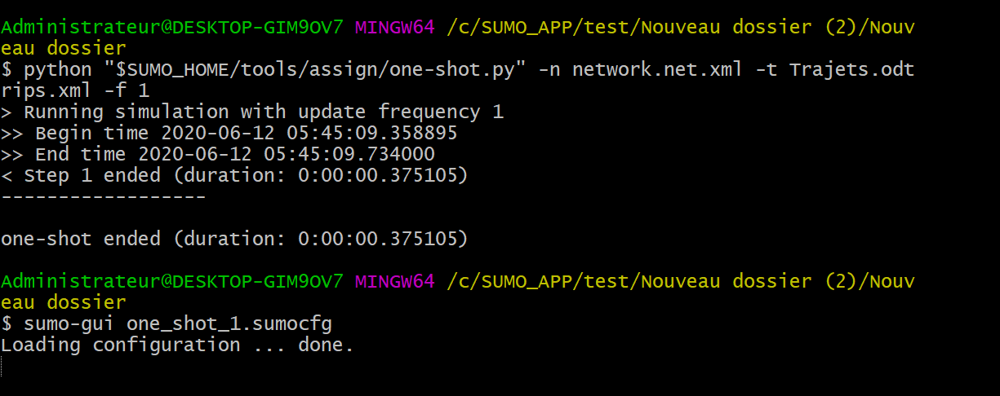 Administrateur@DESKTOP-GIM9OV7 MINGW64 /c/SUMO_APP/test/Nouveau dossier (2)/Nouv
eau dossier
$ python "$SUMO_HOME/tools/assign/one-shot.py" -n network.net.xml -t Trajets.odt
rips.xml -f 1
> Running simulation with update frequency 1
>> Begin time 2020-06-12 05:45:09.358895
>> End time 2020-06-12 05:45:09.734000
< Step 1 ended (duration: 0:00:00.375105)
------------------
one-shot ended (duration: 0:00:00.375105)
Administrateur@DESKTOP-GIM9OV7 MINGW64 /c/SUMO_APP/test/Nouveau dossier (2)/Nouv
eau dossier
$ sumo-gui one_shot_1.sumocfg
Loading configuration ... done.